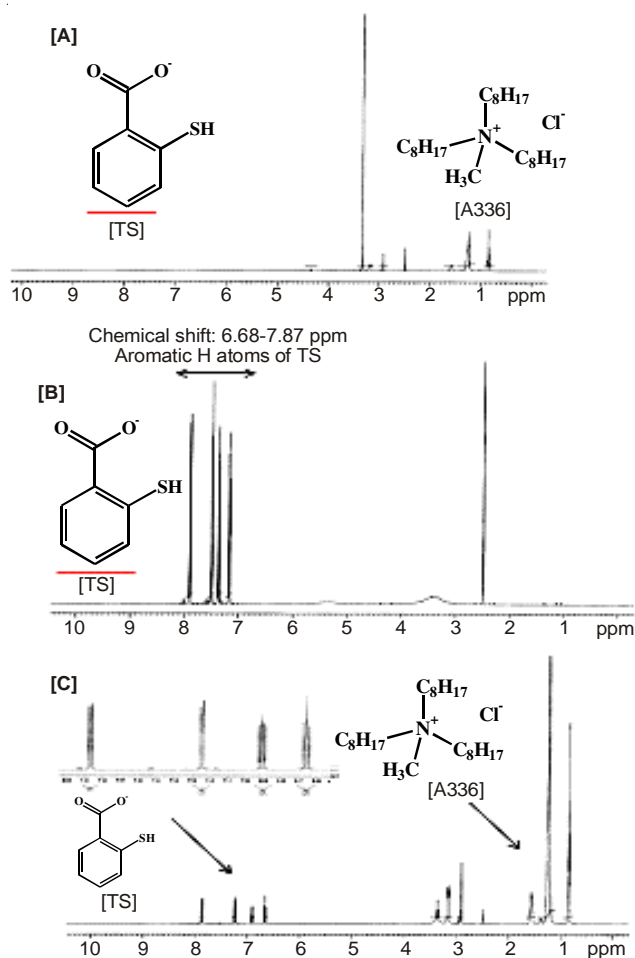 [A]
O
O-
SH
[TS]
C8H17
Cl-
C8H17
N+
C8H17
H3C
[A336]
10 9 8 7 6 5 4 3 2 1 ppm
Chemical shift: 6.68-7.87 ppm
Aromatic H atoms of TS
[B]
O
O-
SH
[TS]
10 9 8 7 6 5 4 3 2 1 ppm
[C]
C8H17
Cl-
C8H17
N+
C8H17
H3C
[A336]
O
O-
SH
[TS]
10 9 8 7 6 5 4 3 2 1 ppm